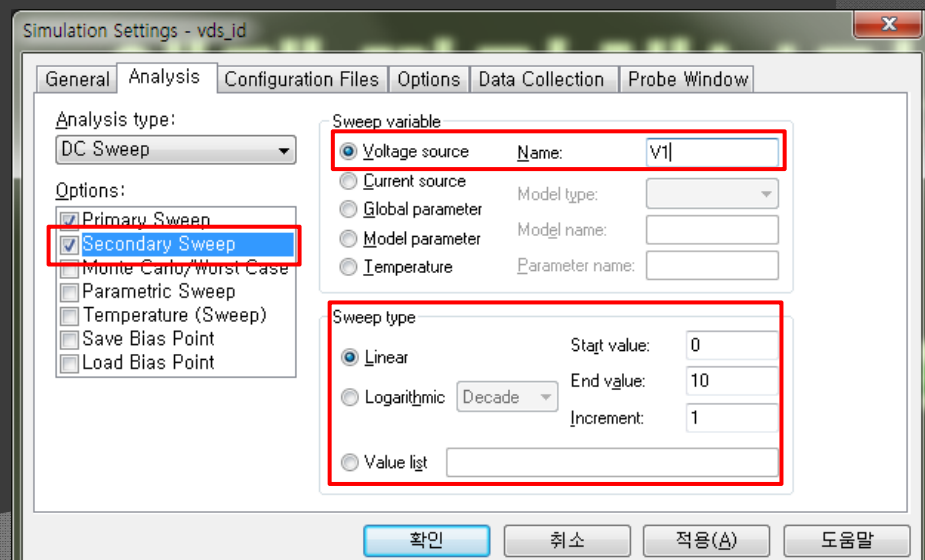 Simulation Settings - vds_id
General Analysis Configuration Files Options Data Collection Probe Window
Analysis type:
DC Sweep
Options:
Primary Sweep
Secondary Sweep
Monte Carlo/Worst Case
Parametric Sweep
Temperature (Sweep)
Save Bias Point
Load Bias Point
Sweep variable
Voltage source Name: V1
Current source
Model type:
Global parameter
Model parameter
Model name:
Temperature
Parameter name:
Sweep type
Linear
Logarithmic Decade
Start value: 0
End value: 10
Increment: 1
Value list
확인 취소 적용(A) 도움말